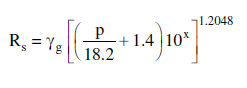 R_s = γ_g [(p/18.2 + 1.4) 10^x]^1.2048